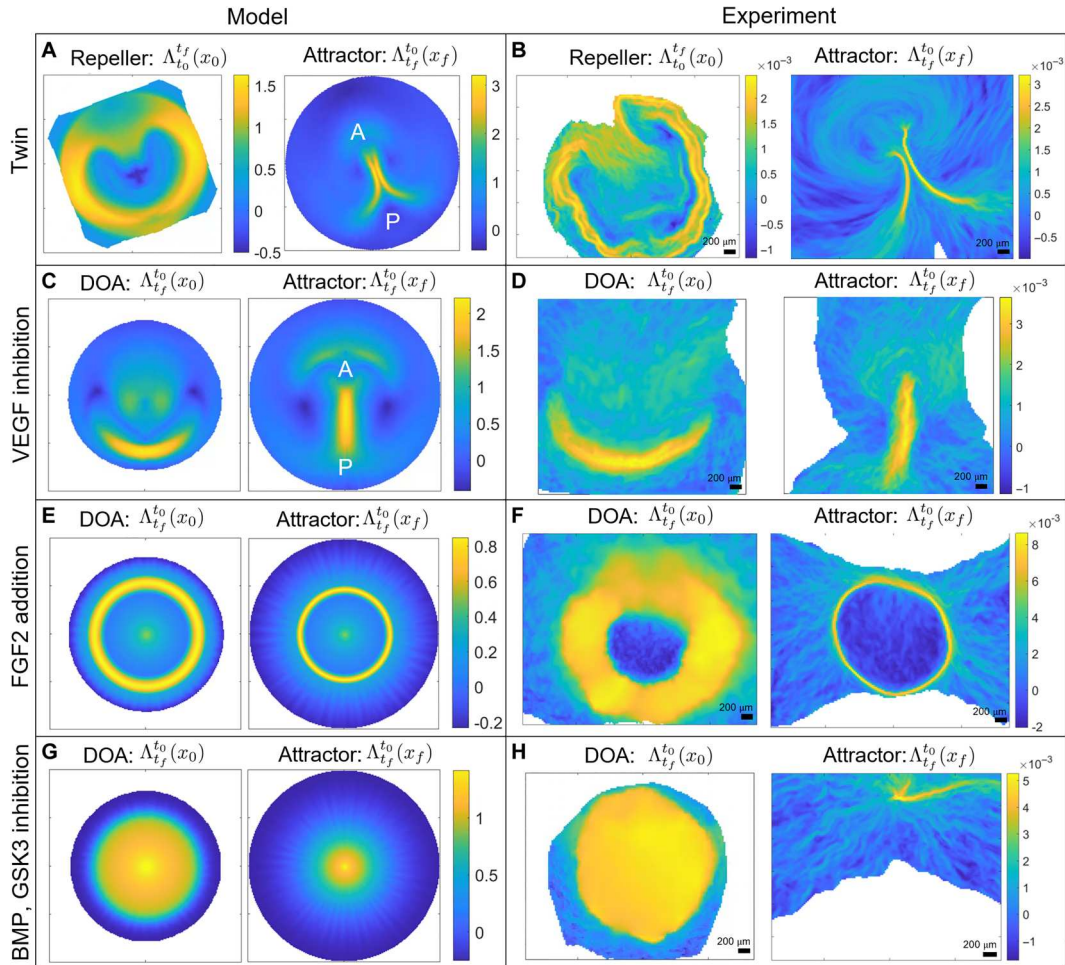 Model
Experiment
Twin
A
Repeller: Λ_{t_0}^{t_f}(x_0)
1.5
1
0.5
0
-0.5
Attractor: Λ_{t_f}^{t_0}(x_f)
A
P
3
2
1
0
B
Repeller: Λ_{t_0}^{t_f}(x_0)
×10⁻³
2
1.5
1
0.5
0
−0.5
−1
200 µm
Attractor: Λ_{t_f}^{t_0}(x_f)
×10⁻³
3
2.5
2
1.5
1
0.5
0
−0.5
200 µm
VEGF inhibition
C
DOA: Λ_{t_f}^{t_0}(x_0)
Attractor: Λ_{t_f}^{t_0}(x_f)
A
P
2
1.5
1
0.5
0
D
DOA: Λ_{t_f}^{t_0}(x_0)
200 µm
Attractor: Λ_{t_f}^{t_0}(x_f)
×10⁻³
3
2
1
0
−1
200 µm
FGF2 addition
E
DOA: Λ_{t_f}^{t_0}(x_0)
Attractor: Λ_{t_f}^{t_0}(x_f)
0.8
0.6
0.4
0.2
0
-0.2
F
DOA: Λ_{t_f}^{t_0}(x_0)
200 µm
Attractor: Λ_{t_f}^{t_0}(x_f)
×10⁻³
8
6
4
2
0
−2
200 µm
BMP, GSK3 inhibition
G
DOA: Λ_{t_f}^{t_0}(x_0)
Attractor: Λ_{t_f}^{t_0}(x_f)
1
0.5
0
H
DOA: Λ_{t_f}^{t_0}(x_0)
200 µm
Attractor: Λ_{t_f}^{t_0}(x_f)
×10⁻³
5
4
3
2
1
0
−1
200 µm